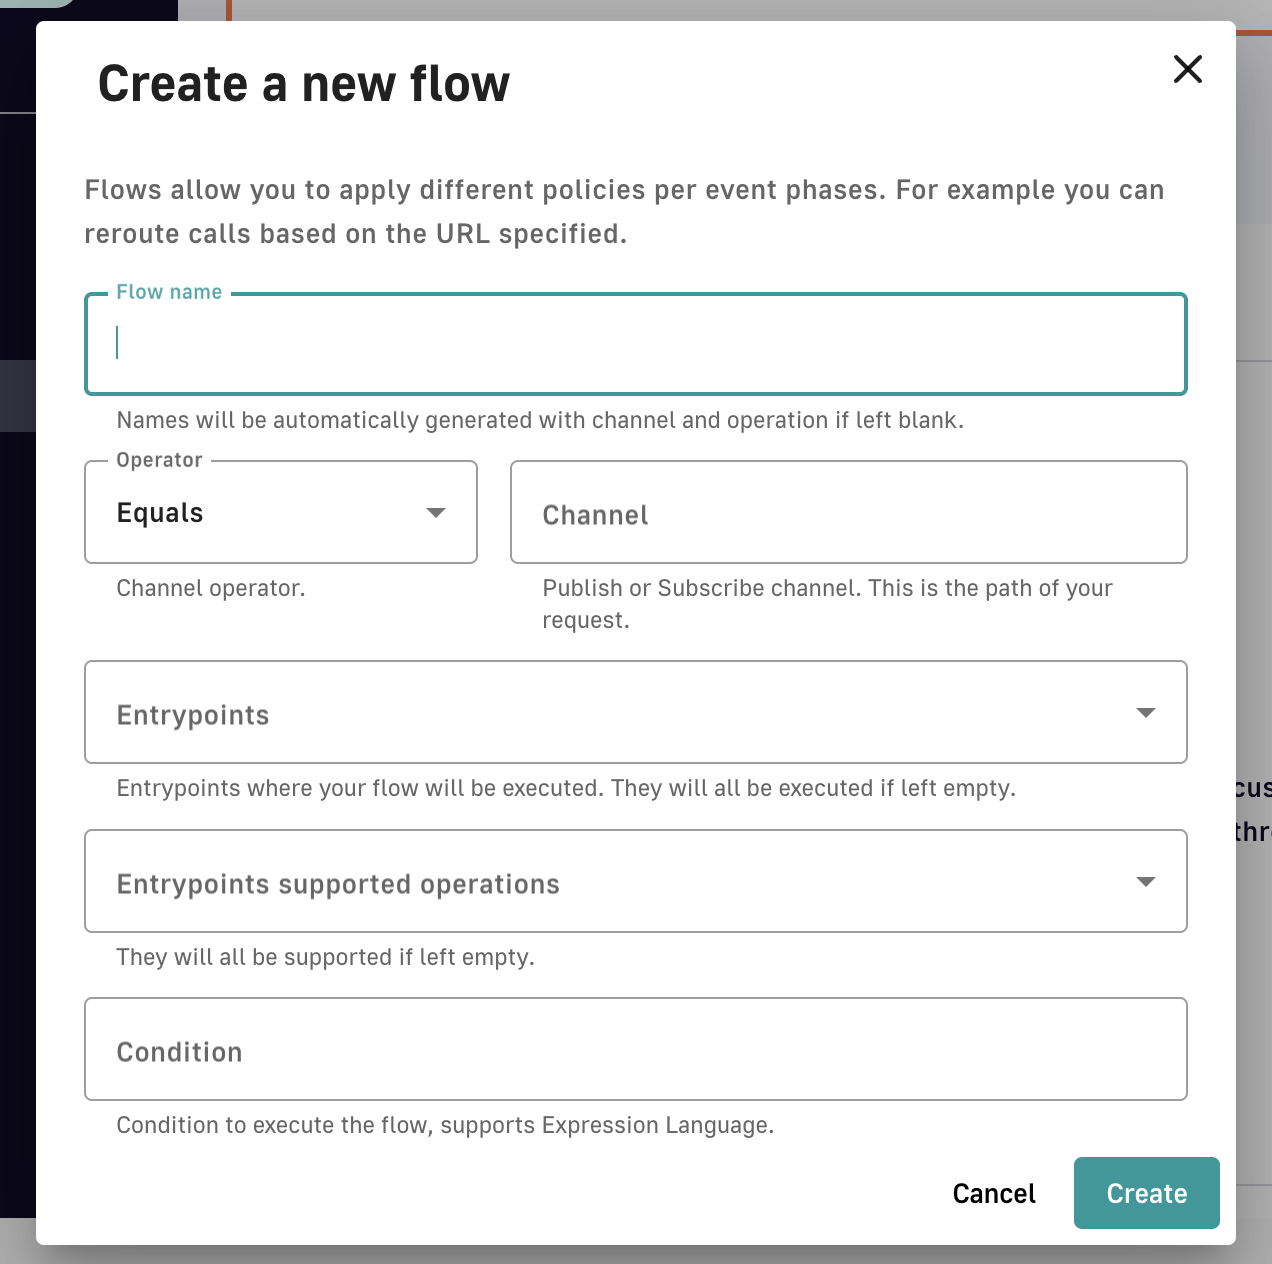 Create a new flow
Flows allow you to apply different policies per event phases. For example you can
reroute calls based on the URL specified.
Flow name
Names will be automatically generated with channel and operation if left blank.
Operator
Equals
Channel
Channel operator.
Publish or Subscribe channel. This is the path of your
request.
Entrypoints
Entrypoints where your flow will be executed. They will all be executed if left empty.
Entrypoints supported operations
They will all be supported if left empty.
Condition
Condition to execute the flow, supports Expression Language.
Cancel
Create